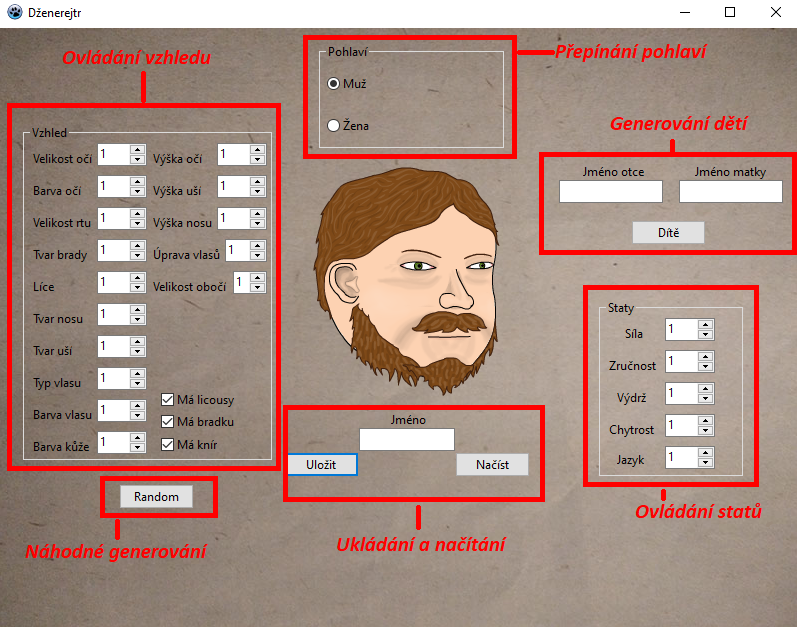 Dženerejtr
Ovládání vzhledu
Pohlaví
Muž
Žena
Přepínání pohlaví
Generování dětí
Jméno otce
Jméno matky
Dítě
Vzhled
Velikost očí 1 Výška očí 1
Barva očí 1 Výška uší 1
Velikost rtu 1 Výška nosu 1
Tvar brady 1 Úprava vlasů 1
Líce 1 Velikost obočí 1
Tvar nosu 1
Tvar uší 1
Typ vlasu 1
Má licousy
Barva vlasu 1
Má bradku
Barva kůže 1
Má knír
Staty
Síla 1
Zručnost 1
Výdrž 1
Chytrost 1
Jazyk 1
Jméno
Uložit
Načíst
Random
Náhodné generování
Ukládání a načítání
Ovládání statů